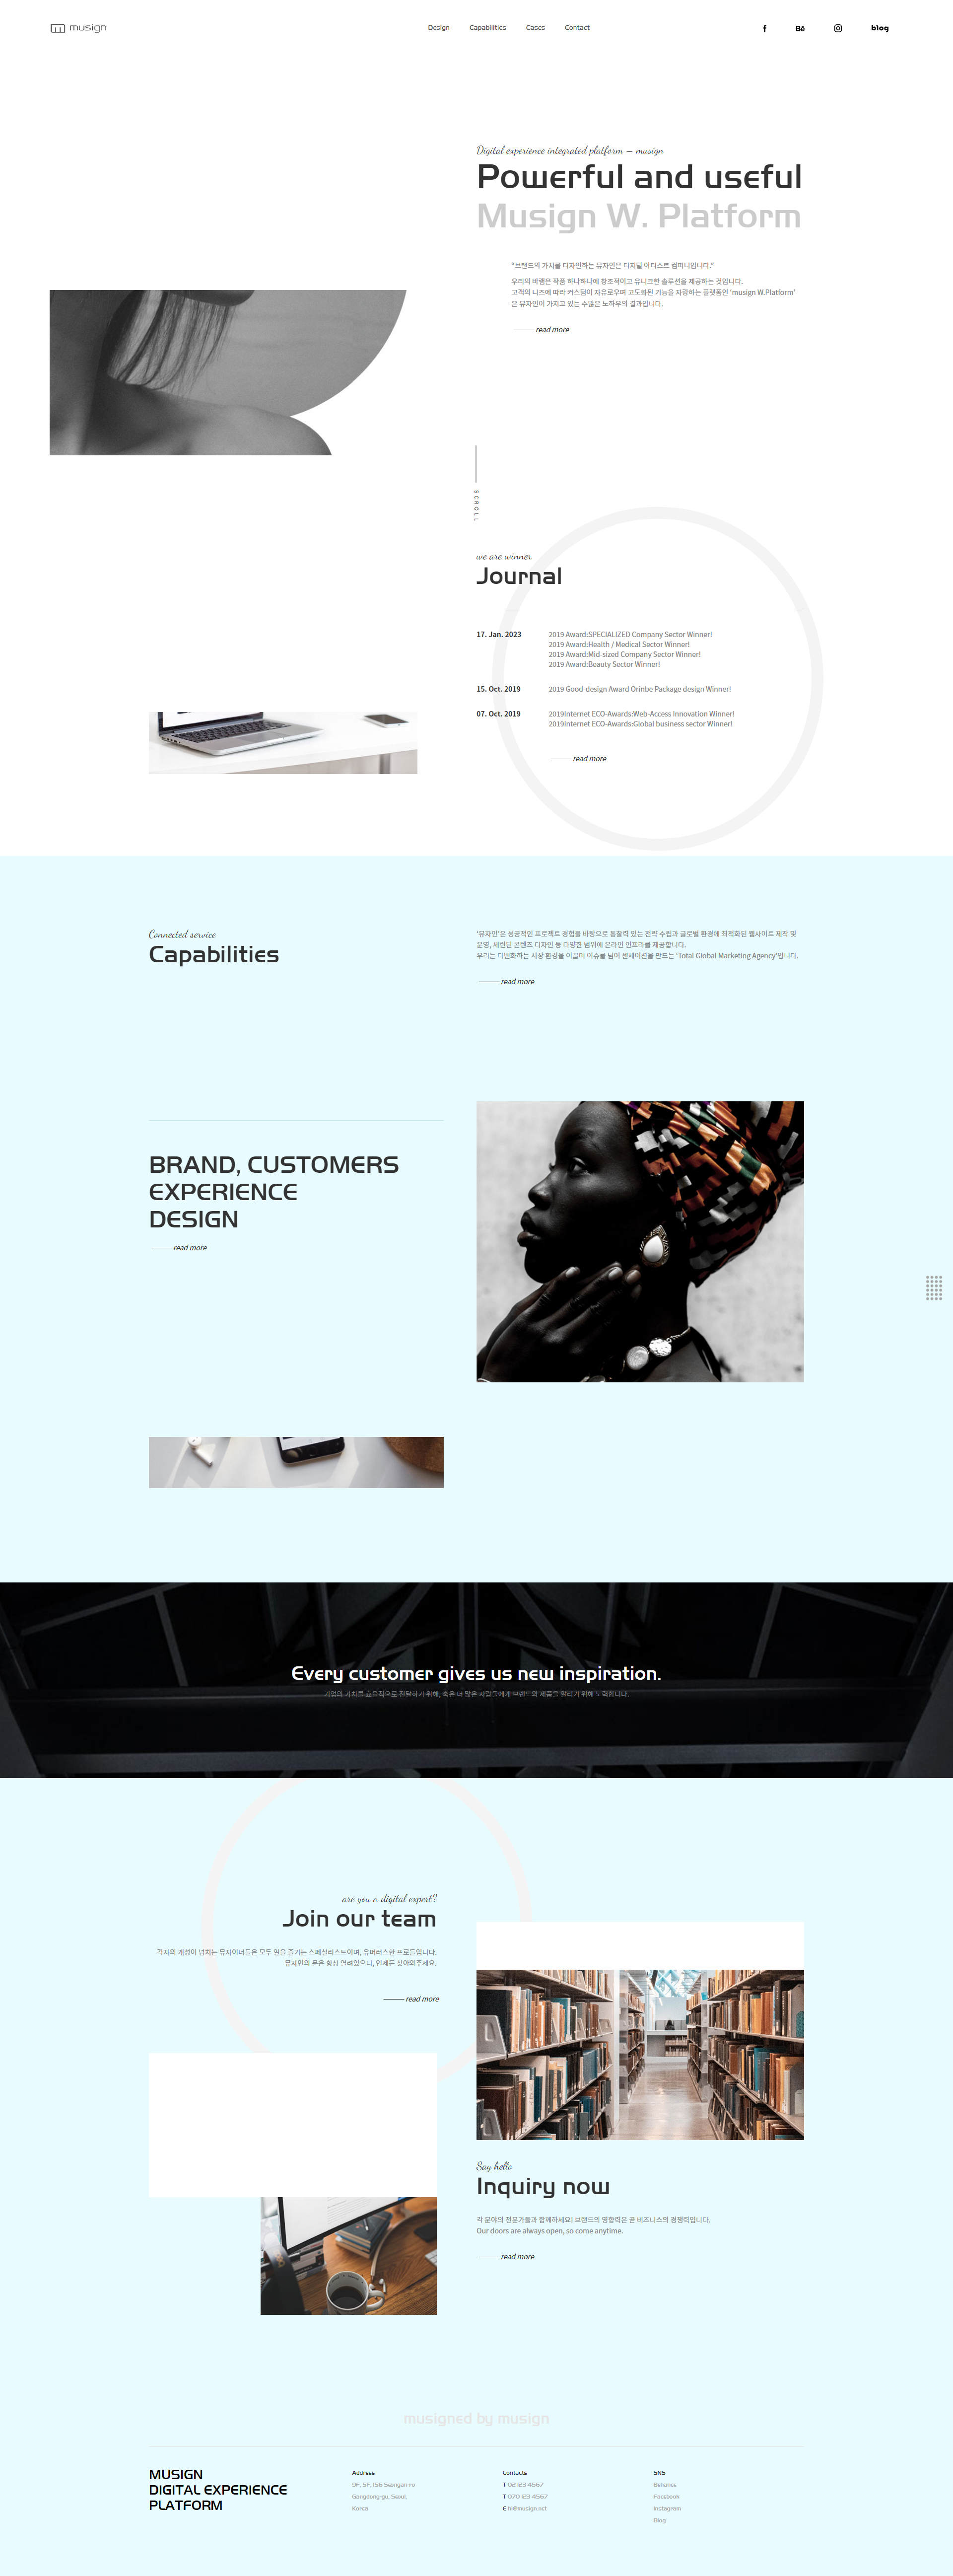 musign
Design Capabilities Cases Contact
f Bē blog
Digital experience integrated platform – musign
Powerful and useful
Musign W. Platform
"브랜드의 가치를 디자인하는 뮤자인은 디지털 아티스트 컴퍼니입니다."
우리의 바램은 작품 하나하나에 창조적이고 유니크한 솔루션을 제공하는 것입니다.
고객의 니즈에 따라 커스텀이 자유로우며 고도화된 기능을 자랑하는 플랫폼인 'musign W.Platform'
은 뮤자인이 가지고 있는 수많은 노하우의 결과입니다.
read more
SCROLL
we are winner
Journal
17. Jan. 2023
2019 Award:SPECIALIZED Company Sector Winner!
2019 Award:Health / Medical Sector Winner!
2019 Award:Mid-sized Company Sector Winner!
2019 Award:Beauty Sector Winner!
15. Oct. 2019
2019 Good-design Award Orinbe Package design Winner!
07. Oct. 2019
2019Internet ECO-Awards:Web-Access Innovation Winner!
2019Internet ECO-Awards:Global business sector Winner!
read more
Connected service
Capabilities
'뮤자인'은 성공적인 프로젝트 경험을 바탕으로 통찰력 있는 전략 수립과 글로벌 환경에 최적화된 웹사이트 제작 및
운영, 세련된 콘텐츠 디자인 등 다양한 범위에 온라인 인프라를 제공합니다.
우리는 다변화하는 시장 환경을 이끌며 이슈를 넘어 센세이션을 만드는 'Total Global Marketing Agency'입니다.
read more
BRAND, CUSTOMERS
EXPERIENCE
DESIGN
read more
Every customer gives us new inspiration.
기업의 가치를 효율적으로 전달하기 위해, 혹은 더 많은 사람들에게 브랜드와 제품을 알리기 위해 노력합니다.
are you a digital expert?
Join our team
각자의 개성이 넘치는 뮤자이너들은 모두 일을 즐기는 스페셜리스트이며, 유머러스한 프로들입니다.
뮤자인의 문은 항상 열려있으니, 언제든 찾아와주세요.
read more
Say hello
Inquiry now
각 분야의 전문가들과 함께하세요! 브랜드의 영향력은 곧 비즈니스의 경쟁력입니다.
Our doors are always open, so come anytime.
read more
musigned by musign
MUSIGN
DIGITAL EXPERIENCE
PLATFORM
Address
9F, 5F, 156 Seongan-ro
Gangdong-gu, Seoul,
Korea
Contacts
T 02 123 4567
T 070 123 4567
E hi@musign.net
SNS
Behance
Facebook
Instagram
Blog